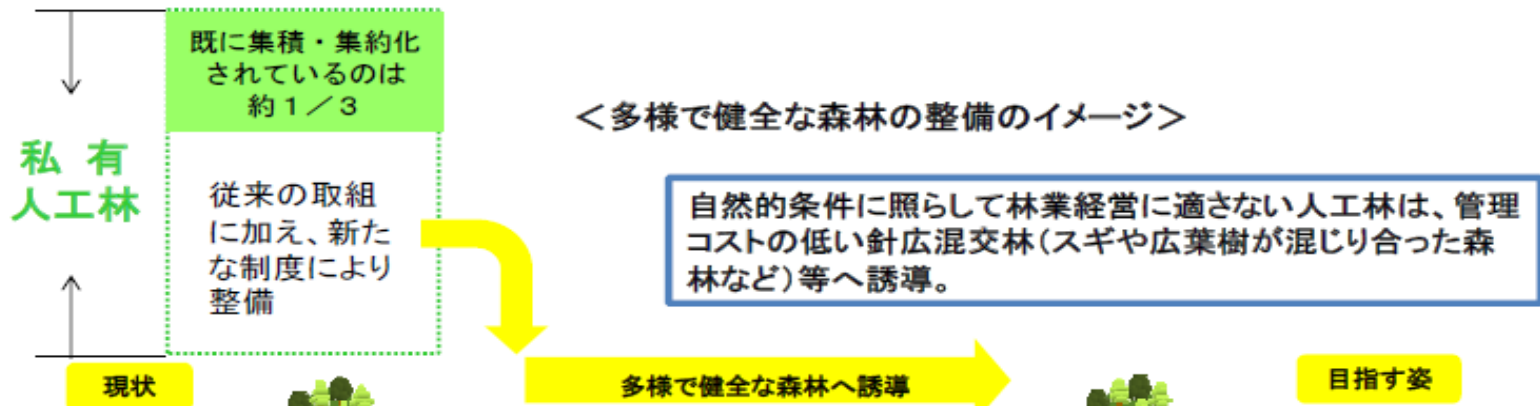 既に集積・集約化
されているのは
約１／３
私 有
人工林
従来の取組
に加え、新た
な制度により
整備
＜多様で健全な森林の整備のイメージ＞
自然的条件に照らして林業経営に適さない人工林は、管理
コストの低い針広混交林（スギや広葉樹が混じり合った森
林など）等へ誘導。
現状
多様で健全な森林へ誘導
目指す姿